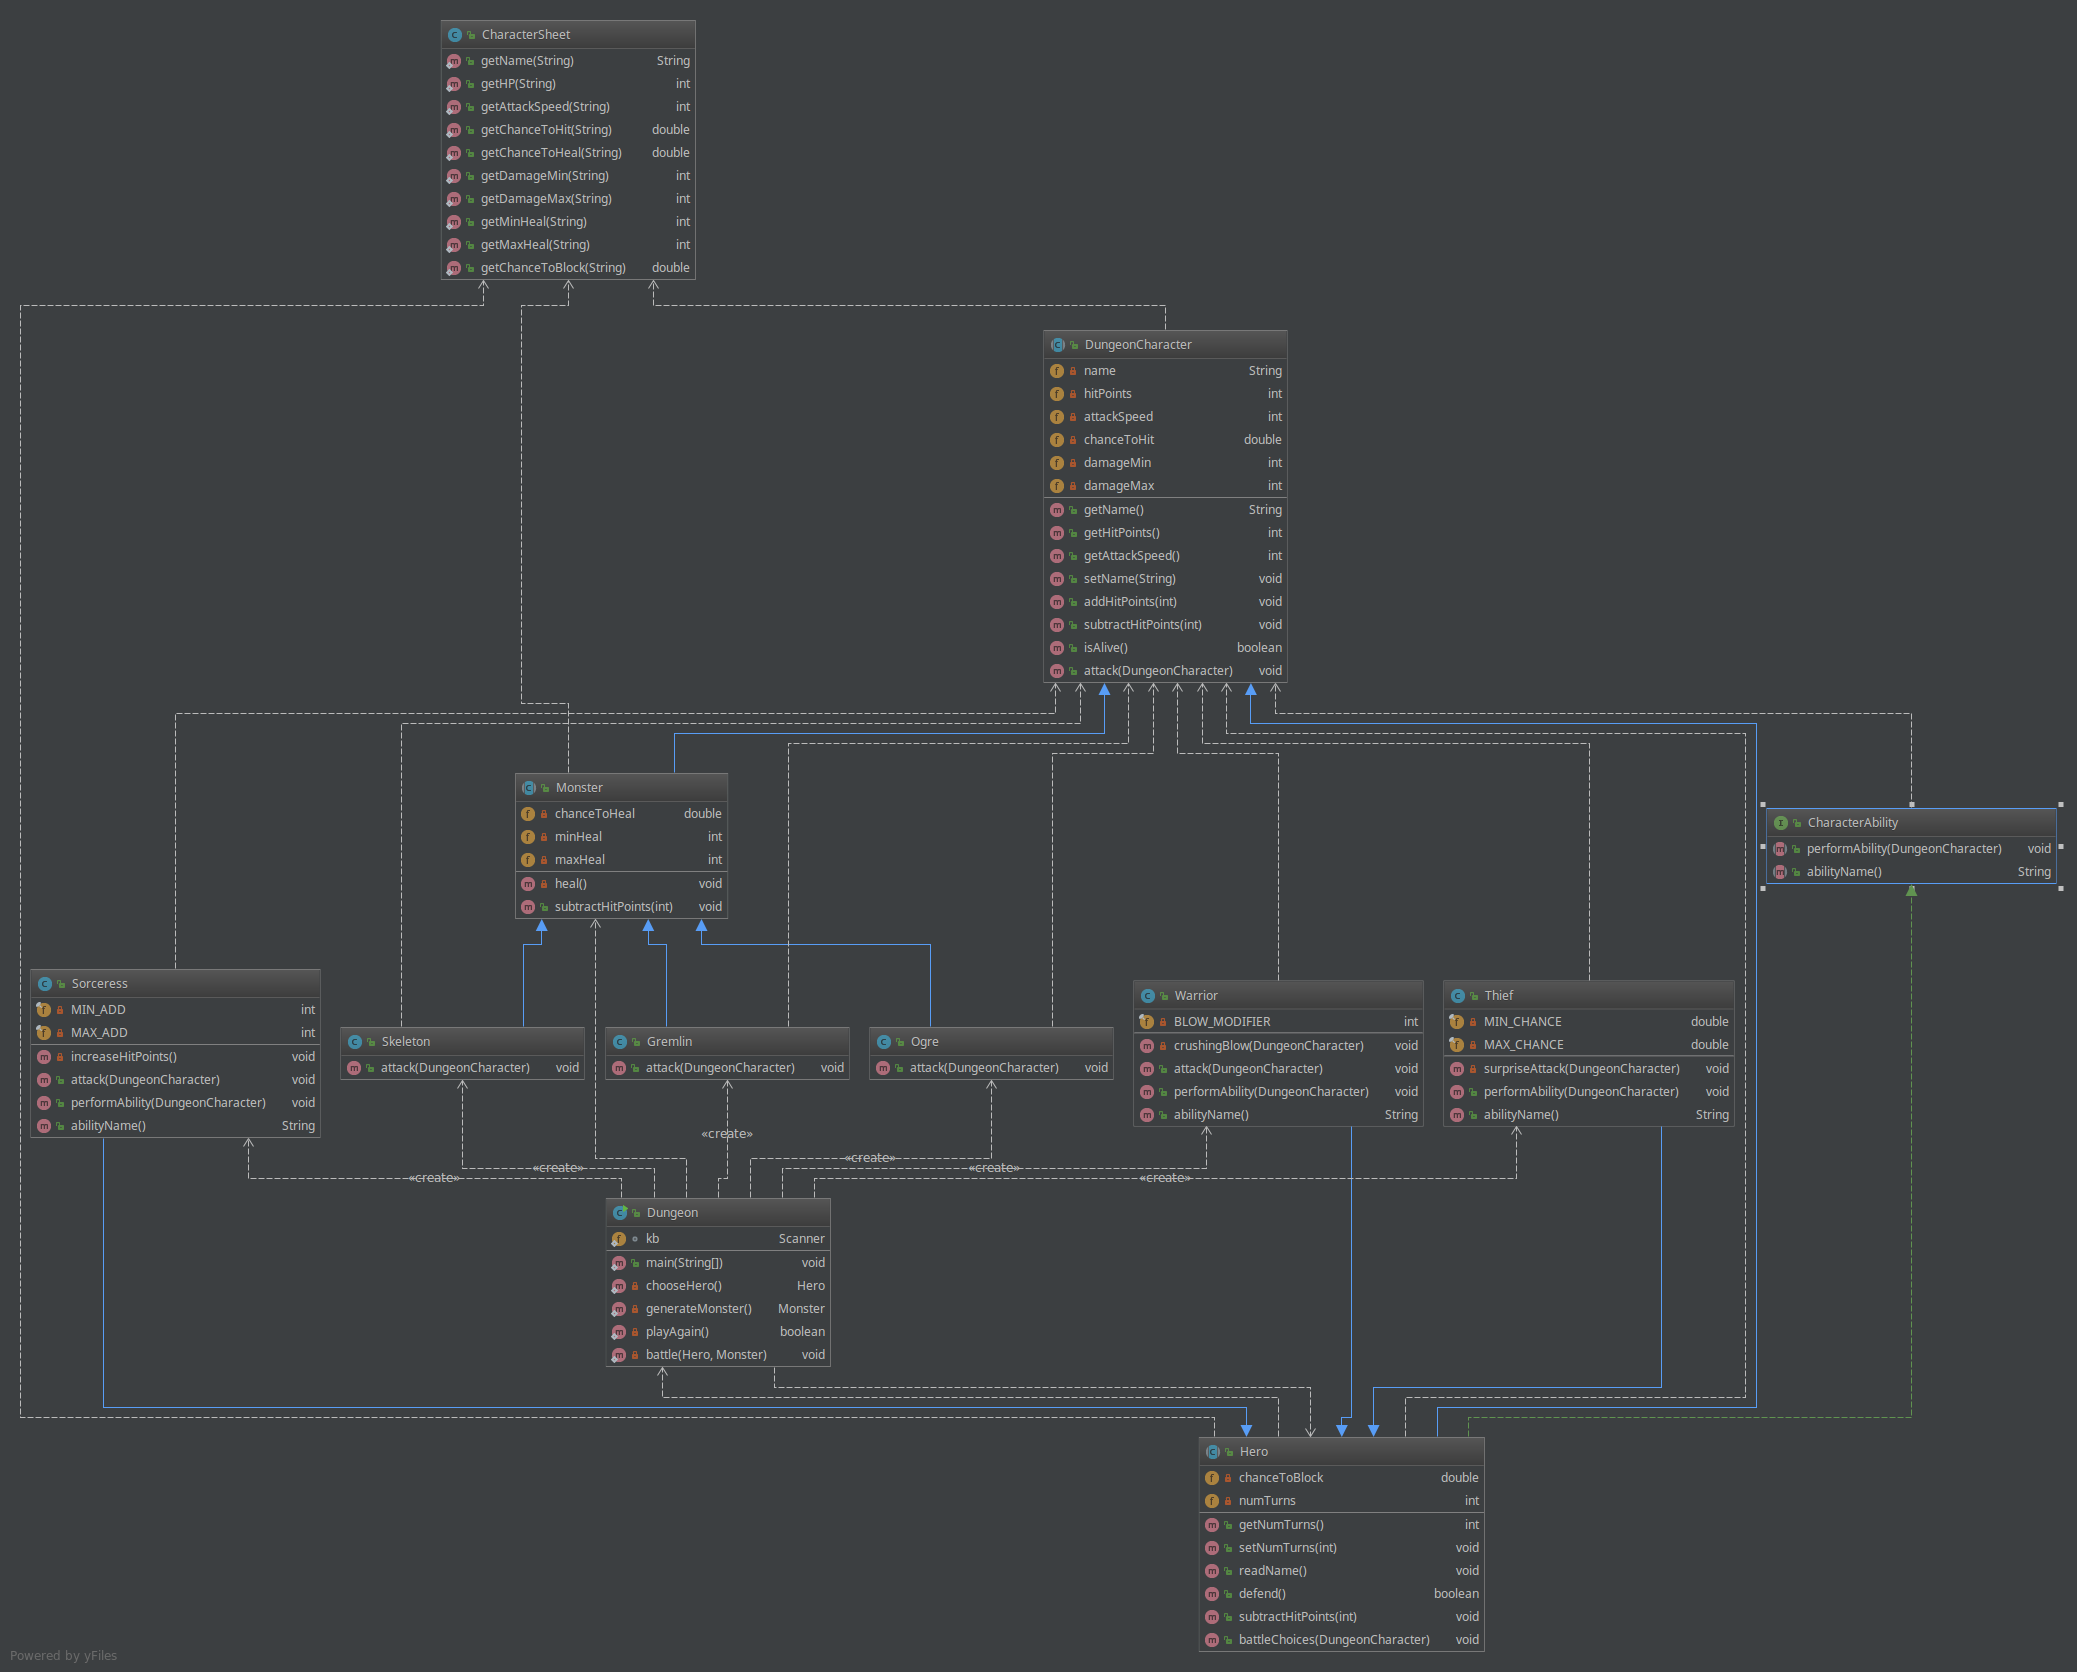 CharacterSheet
getName(String) String
getHP(String) int
getAttackSpeed(String) int
getChanceToHit(String) double
getChanceToHeal(String) double
getDamageMin(String) int
getDamageMax(String) int
getMinHeal(String) int
getMaxHeal(String) int
getChanceToBlock(String) double
DungeonCharacter
name String
hitPoints int
attackSpeed int
chanceToHit double
damageMin int
damageMax int
getName() String
getHitPoints() int
getAttackSpeed() int
setName(String) void
addHitPoints(int) void
subtractHitPoints(int) void
isAlive() boolean
attack(DungeonCharacter) void
Monster
chanceToHeal double
minHeal int
maxHeal int
heal() void
subtractHitPoints(int) void
CharacterAbility
performAbility(DungeonCharacter) void
abilityName() String
Sorceress
MIN_ADD int
MAX_ADD int
increaseHitPoints() void
attack(DungeonCharacter) void
performAbility(DungeonCharacter) void
abilityName() String
Skeleton
attack(DungeonCharacter) void
Gremlin
attack(DungeonCharacter) void
Ogre
attack(DungeonCharacter) void
Warrior
BLOW_MODIFIER int
crushingBlow(DungeonCharacter) void
attack(DungeonCharacter) void
performAbility(DungeonCharacter) void
abilityName() String
Thief
MIN_CHANCE double
MAX_CHANCE double
surpriseAttack(DungeonCharacter) void
performAbility(DungeonCharacter) void
abilityName() String
«create»
«create»
«create»
«create»
«create»
«create»
Dungeon
kb Scanner
main(String[]) void
chooseHero() Hero
generateMonster() Monster
playAgain() boolean
battle(Hero, Monster) void
Hero
chanceToBlock double
numTurns int
getNumTurns() int
setNumTurns(int) void
readName() void
defend() boolean
subtractHitPoints(int) void
battleChoices(DungeonCharacter) void
Powered by yFiles